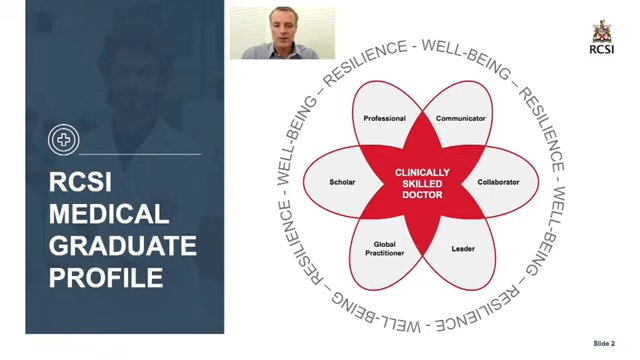 RCSI
MEDICAL
GRADUATE
PROFILE
WELL-BEING – RESILIENCE - WELL-BEING – RESILIENCE - WELL-BEING - RESILIENCE - WELL-BEING – RESILIENCE -
Professional
Communicator
Scholar
CLINICALLY
SKILLED
DOCTOR
Collaborator
Global
Practitioner
Leader
RCSI
Slide 2